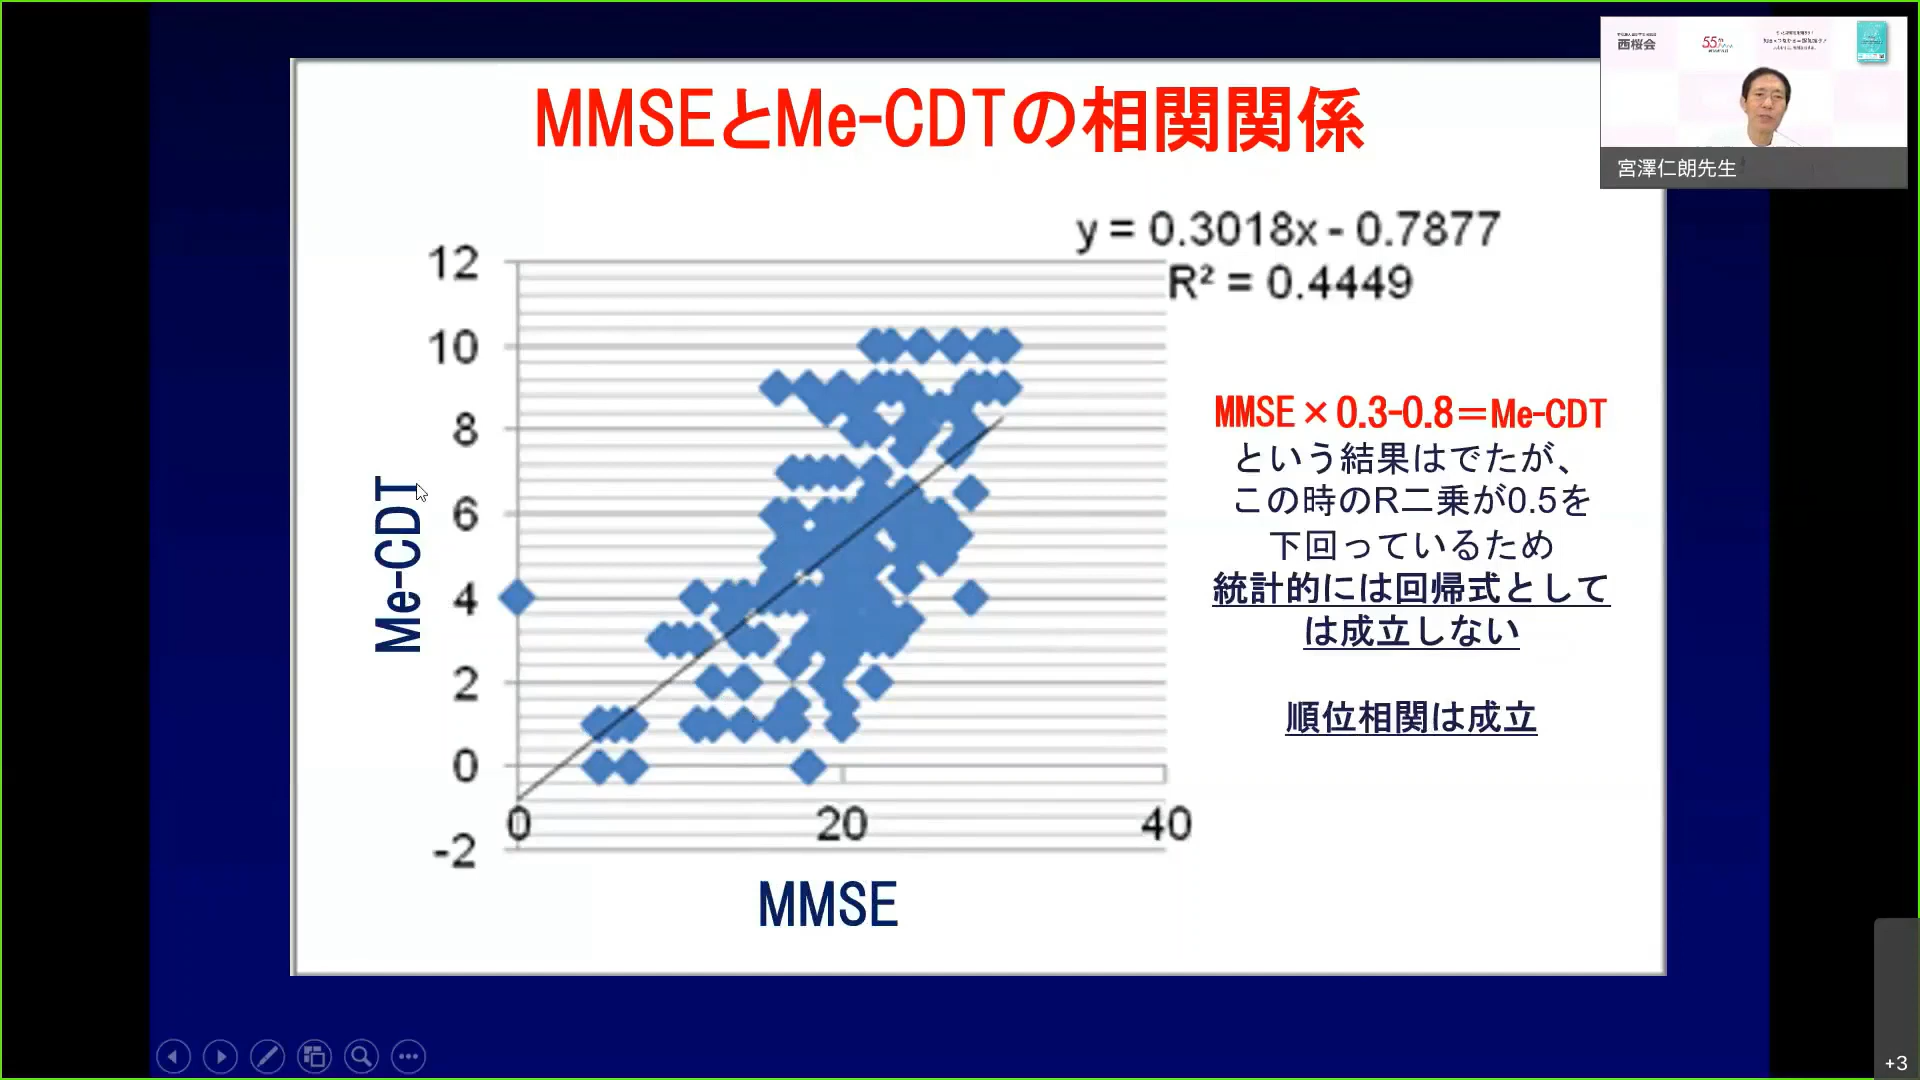 MMSEとMe-CDTの相関関係
西桜会
55th
宮澤仁朗先生
y = 0.3018x - 0.7877
R² = 0.4449
12
10
8
6
4
2
0
-2
Me-CDT
0
20
40
MMSE
MMSE×0.3-0.8＝Me-CDT
という結果はでたが、
この時のR二乗が0.5を
下回っているため
統計的には回帰式として
は成立しない
順位相関は成立
+3